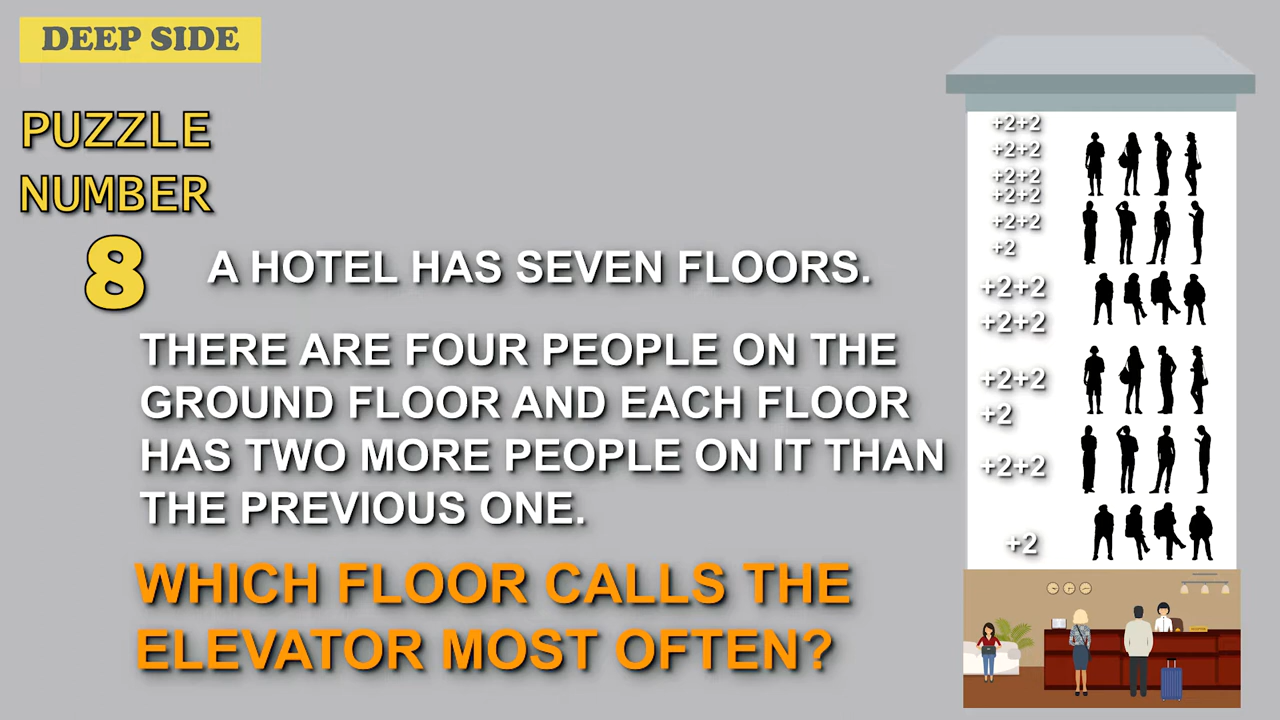 DEEP SIDE
PUZZLE
NUMBER
8
A HOTEL HAS SEVEN FLOORS.
THERE ARE FOUR PEOPLE ON THE
GROUND FLOOR AND EACH FLOOR
HAS TWO MORE PEOPLE ON IT THAN
THE PREVIOUS ONE.
WHICH FLOOR CALLS THE
ELEVATOR MOST OFTEN?
+2+2
+2+2
+2+2
+2+2
+2+2
+2
+2+2
+2+2
+2+2
+2
+2+2
+2